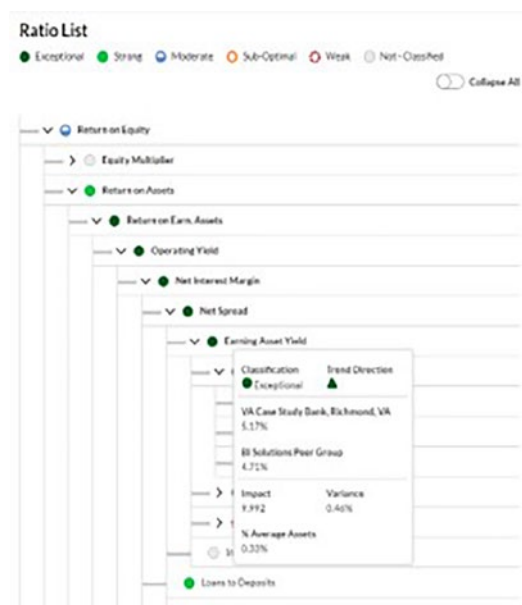 Ratio List
Exceptional Strong Moderate Sub-Optimal Weak Not-Classified
Collapse All
Return on Equity
Equity Multiplier
Return on Assets
Return on Earn. Assets
Operating Yield
Net Interest Margin
Net Spread
Earning Asset Yield
Classification Trend Direction
Exceptional
VA Case Study Bank, Richmond, VA
5.17%
BI Solutions Peer Group
4.71%
Impact Variance
9,992 0.46%
% Average Assets
0.33%
Loans to Deposits